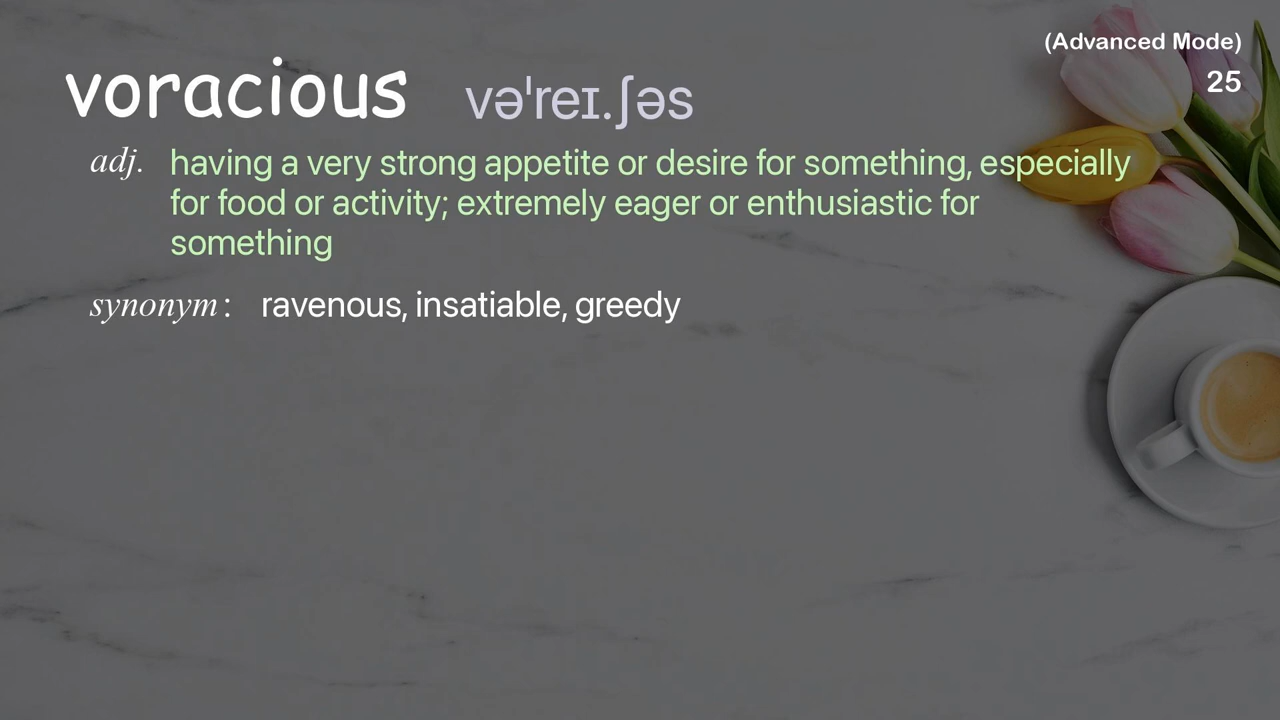 (Advanced Mode)
25
voracious vəˈreɪ.ʃəs
adj. having a very strong appetite or desire for something, especially
for food or activity; extremely eager or enthusiastic for
something
synonym: ravenous, insatiable, greedy